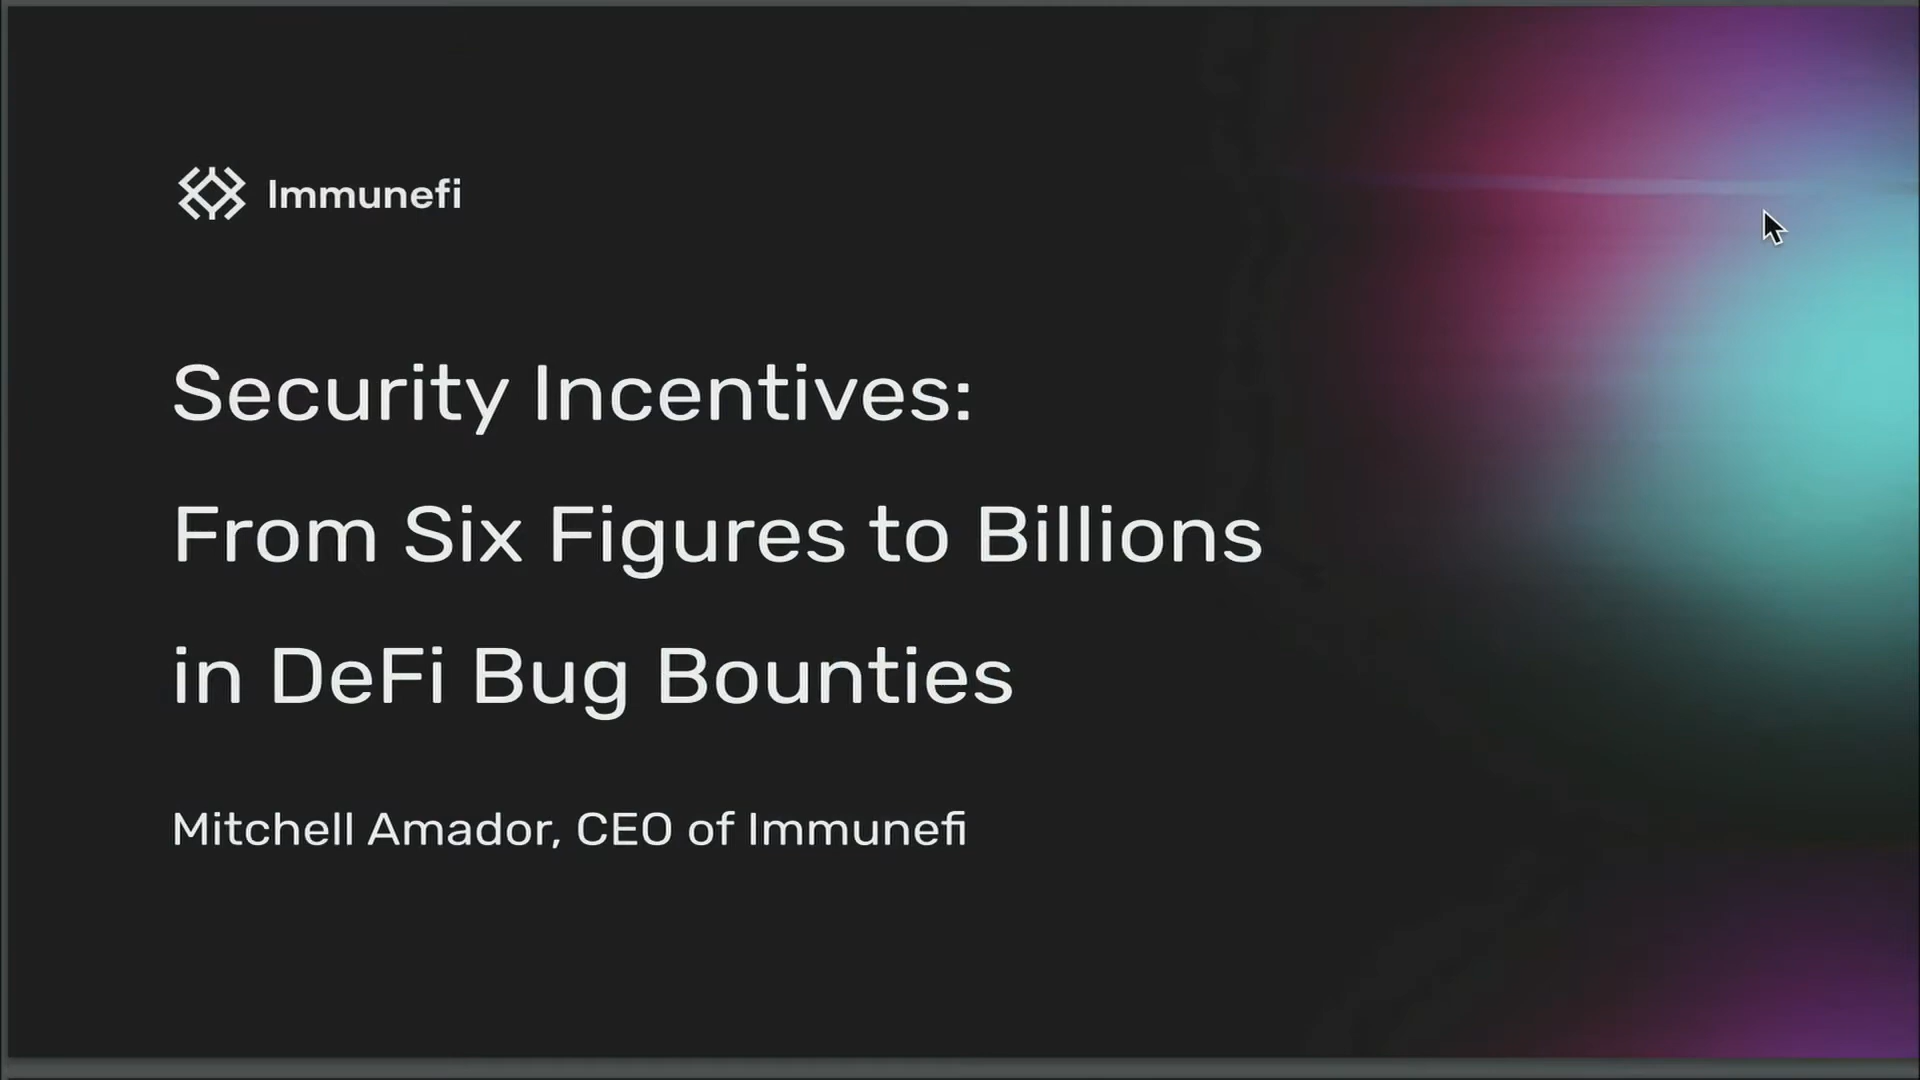 Immunefi
Security Incentives:
From Six Figures to Billions
in DeFi Bug Bounties
Mitchell Amador, CEO of Immunefi